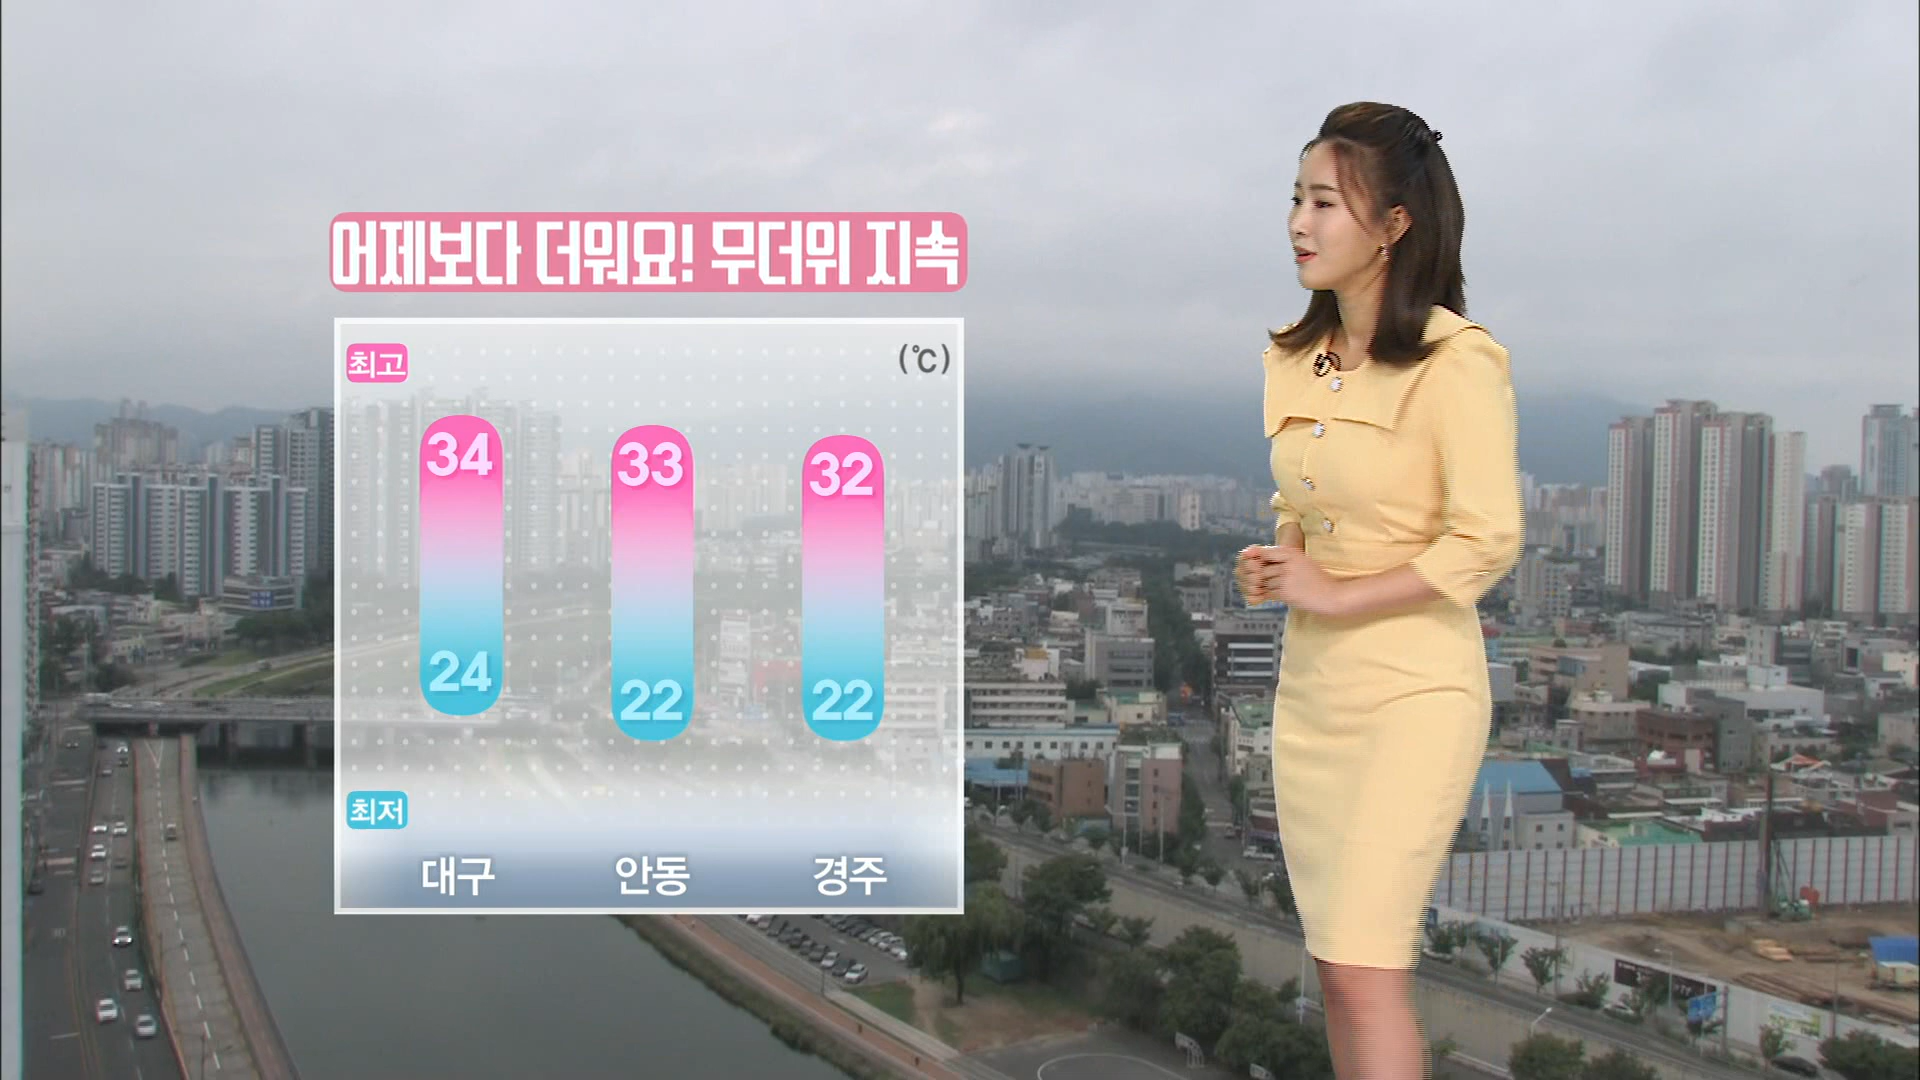 어제보다 더워요! 무더위 지속
최고
(℃)
34 33 32
24 22 22
최저
대구 안동 경주